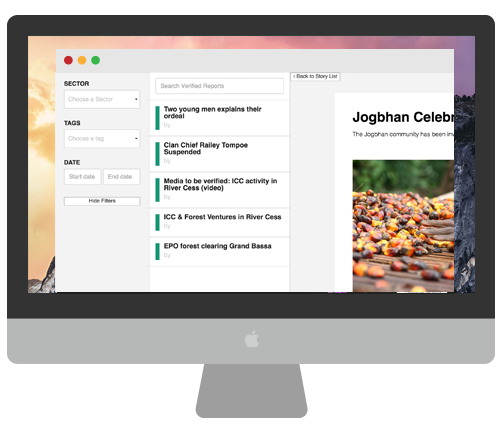 SECTOR
Choose a Sector
TAGS
Choose a tag
DATE
Start date End date
Hide Filters
Search Verified Reports
Two young men explains their
ordeal
by
Clan Chief Railey Tompoe
Suspended
by
Media to be verified: ICC activity in
River Cess (video)
by
ICC & Forest Ventures in River Cess
by
EPO forest clearing Grand Bassa
by
‹ Back to Story List
Jogbhan Celebr
The Jogbhan community has been inv